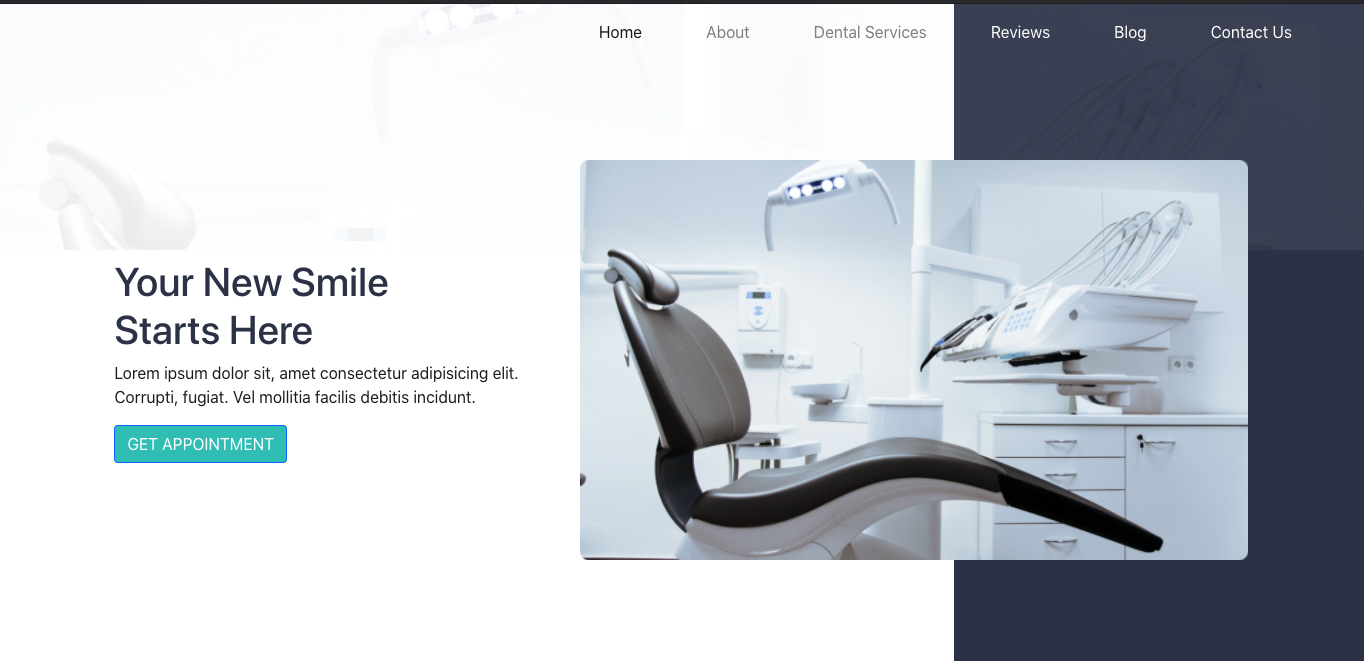 Home
About
Dental Services
Reviews
Blog
Contact Us
Your New Smile
Starts Here
Lorem ipsum dolor sit, amet consectetur adipisicing elit.
Corrupti, fugiat. Vel mollitia facilis debitis incidunt.
GET APPOINTMENT